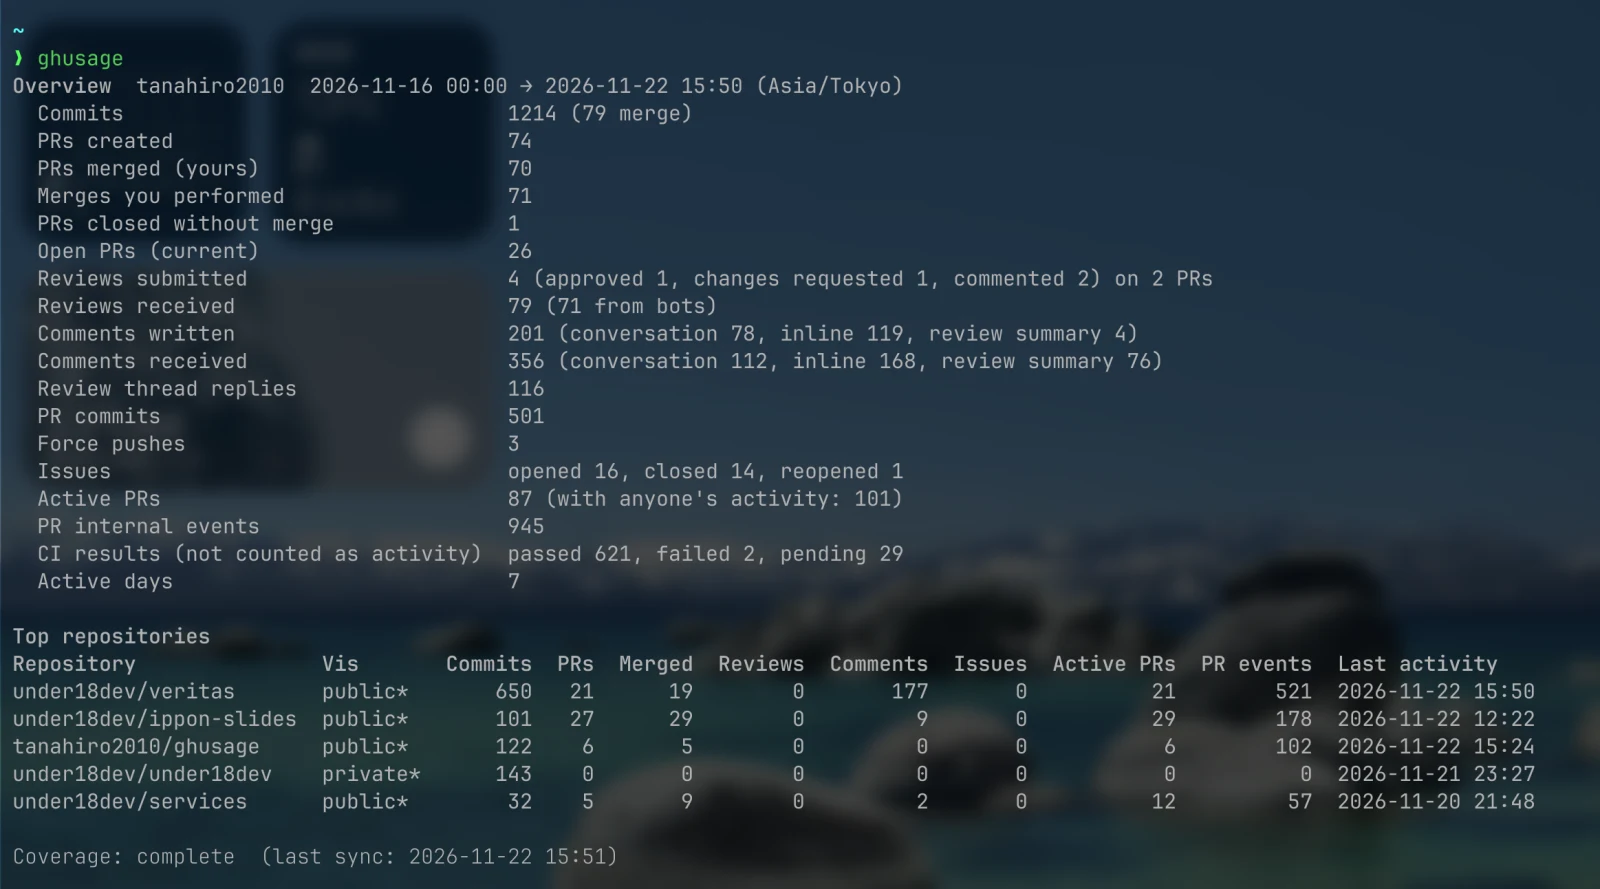 ~
❯ ghusage
Overview  tanahiro2010  2026-11-16 00:00 → 2026-11-22 15:50 (Asia/Tokyo)
  Commits                               1214 (79 merge)
  PRs created                           74
  PRs merged (yours)                    70
  Merges you performed                  71
  PRs closed without merge              1
  Open PRs (current)                    26
  Reviews submitted                     4 (approved 1, changes requested 1, commented 2) on 2 PRs
  Reviews received                      79 (71 from bots)
  Comments written                      201 (conversation 78, inline 119, review summary 4)
  Comments received                     356 (conversation 112, inline 168, review summary 76)
  Review thread replies                 116
  PR commits                            501
  Force pushes                          3
  Issues                                opened 16, closed 14, reopened 1
  Active PRs                            87 (with anyone's activity: 101)
  PR internal events                    945
  CI results (not counted as activity)  passed 621, failed 2, pending 29
  Active days                           7
Top repositories
Repository               Vis       Commits  PRs  Merged  Reviews  Comments  Issues  Active PRs  PR events  Last activity
under18dev/veritas       public*       650   21      19        0       177       0          21        521  2026-11-22 15:50
under18dev/ippon-slides  public*       101   27      29        0         9       0          29        178  2026-11-22 12:22
tanahiro2010/ghusage     public*       122    6       5        0         0       0           6        102  2026-11-22 15:24
under18dev/under18dev    private*      143    0       0        0         0       0           0          0  2026-11-21 23:27
under18dev/services      public*        32    5       9        0         2       0          12         57  2026-11-20 21:48
Coverage: complete  (last sync: 2026-11-22 15:51)